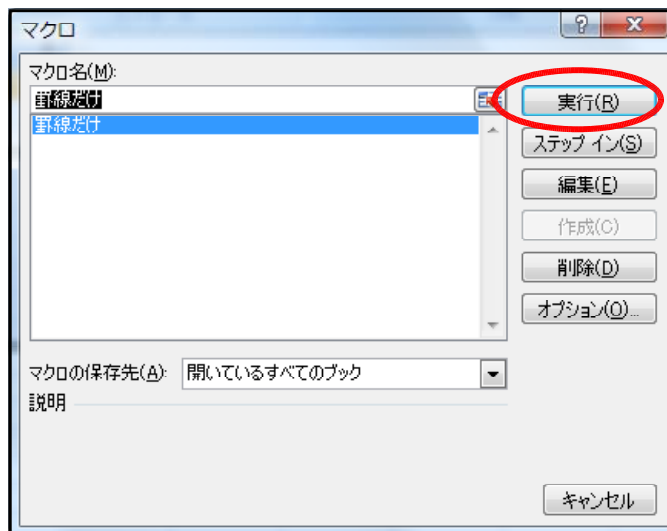 マクロ
マクロ名(M):
罫線だけ
実行(R)
罫線だけ
ステップ イン(S)
編集(E)
作成(C)
削除(D)
オプション(O)...
マクロの保存先(A):
開いているすべてのブック
説明
キャンセル